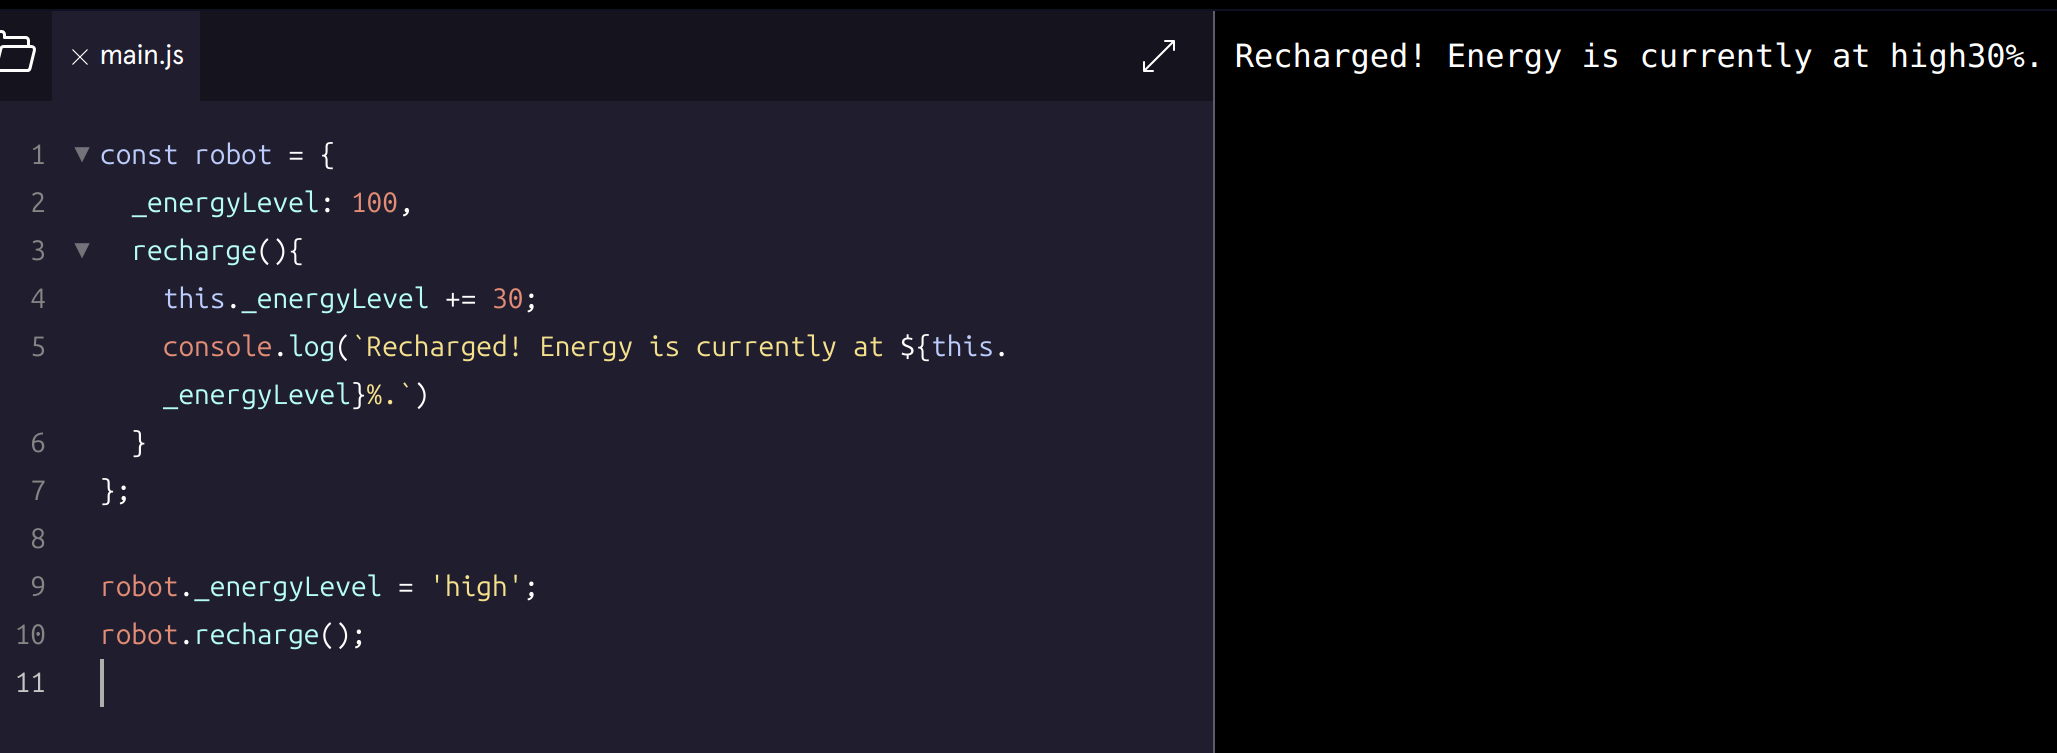 main.js
1 const robot = {
2 _energyLevel: 100,
3 recharge(){
4 this._energyLevel += 30;
5 console.log(`Recharged! Energy is currently at ${this.
_energyLevel}%.`)
6 }
7 };
8
9 robot._energyLevel = 'high';
10 robot.recharge();
11
Recharged! Energy is currently at high30%.